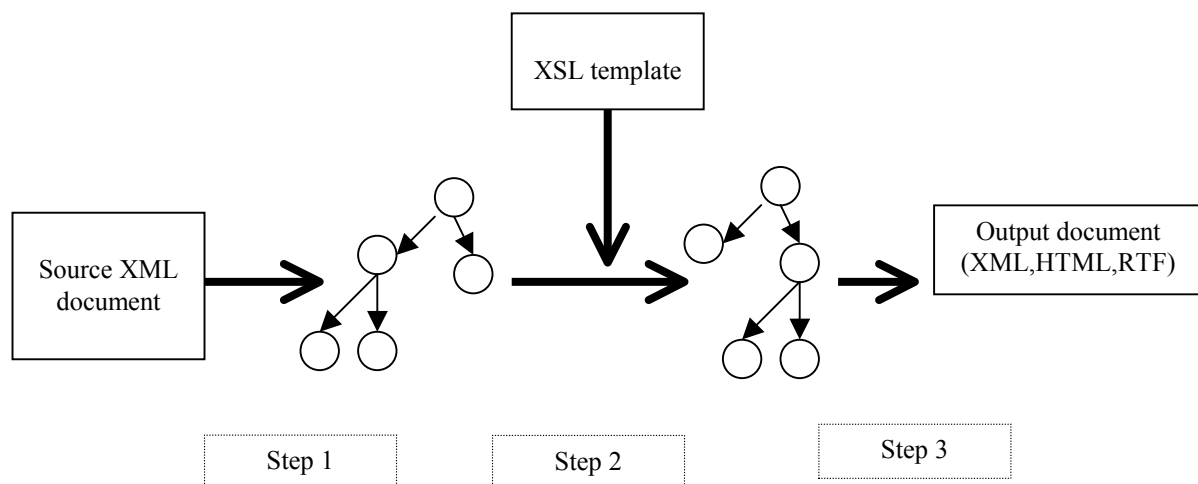 XSL template
Source XML
document
Output document
(XML,HTML,RTF)
Step 1
Step 2
Step 3